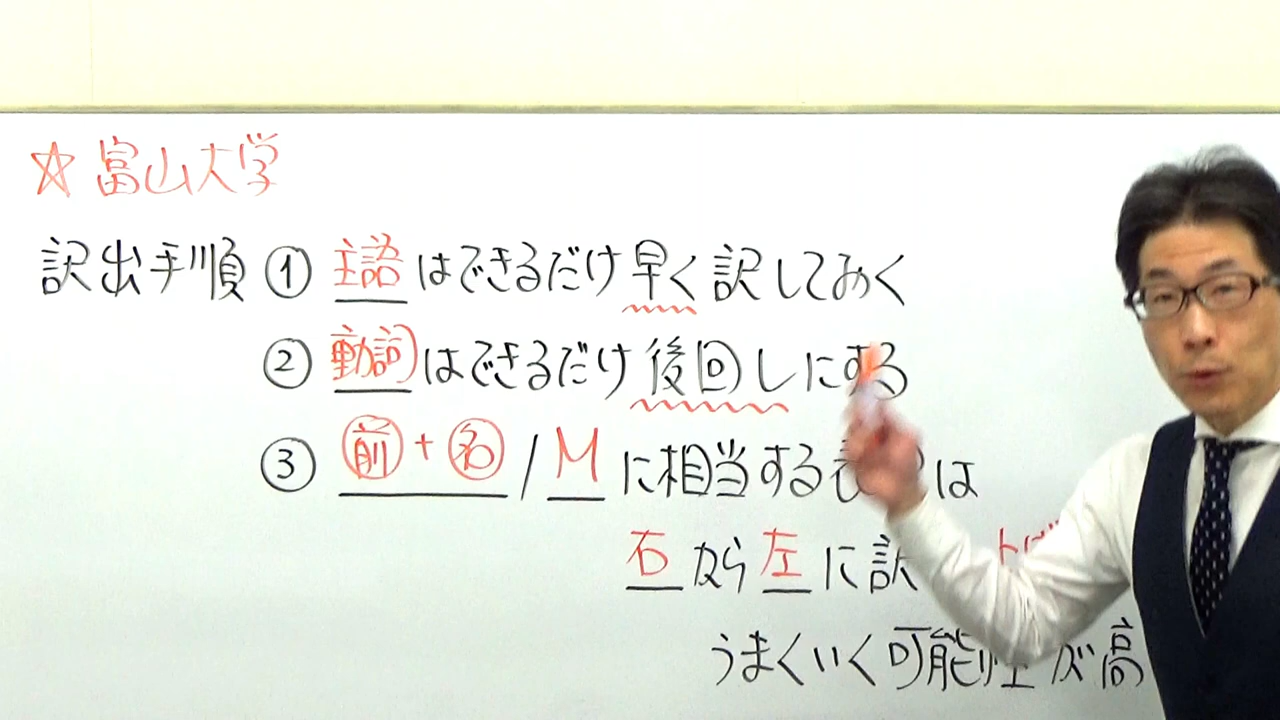 ☆ 富山大学
訳出手順 ① 主語 はできるだけ 早く 訳しておく
② 動詞 はできるだけ 後回しにする
③ 前 + 名 / M に相当する は
右 から 左 に 訳
うまくいく可能性が高